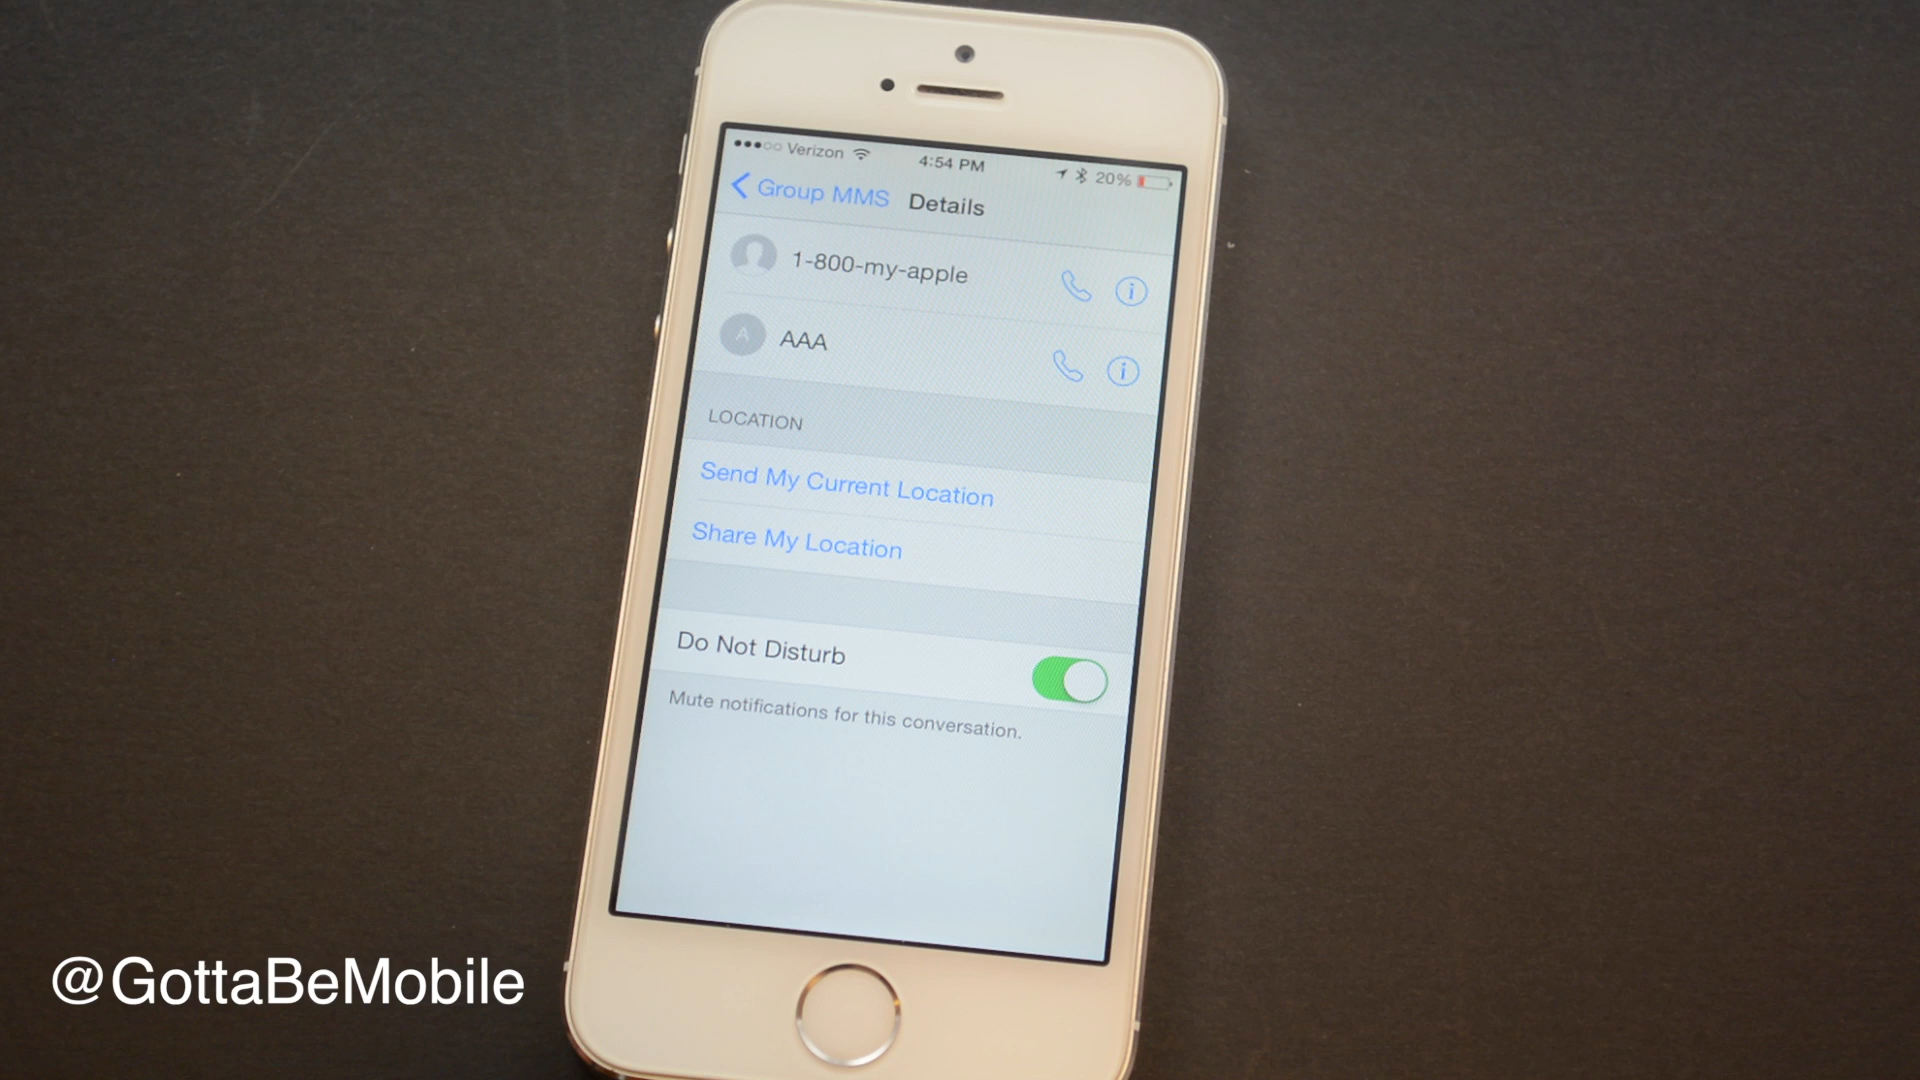 Verizon 4:54 PM 20%
Group MMS Details
1-800-my-apple
A AAA
LOCATION
Send My Current Location
Share My Location
Do Not Disturb
Mute notifications for this conversation.
@GottaBeMobile